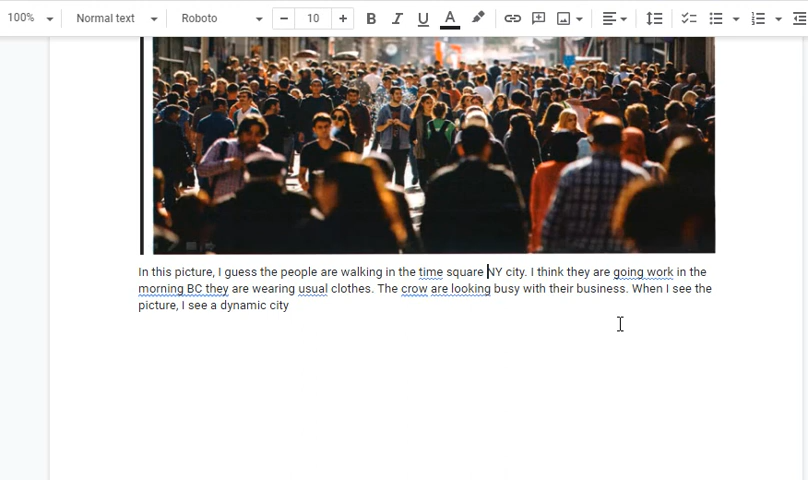 100% Normal text Roboto − 10 + B I U A
In this picture, I guess the people are walking in the time square NY city. I think they are going work in the
morning BC they are wearing usual clothes. The crow are looking busy with their business. When I see the
picture, I see a dynamic city